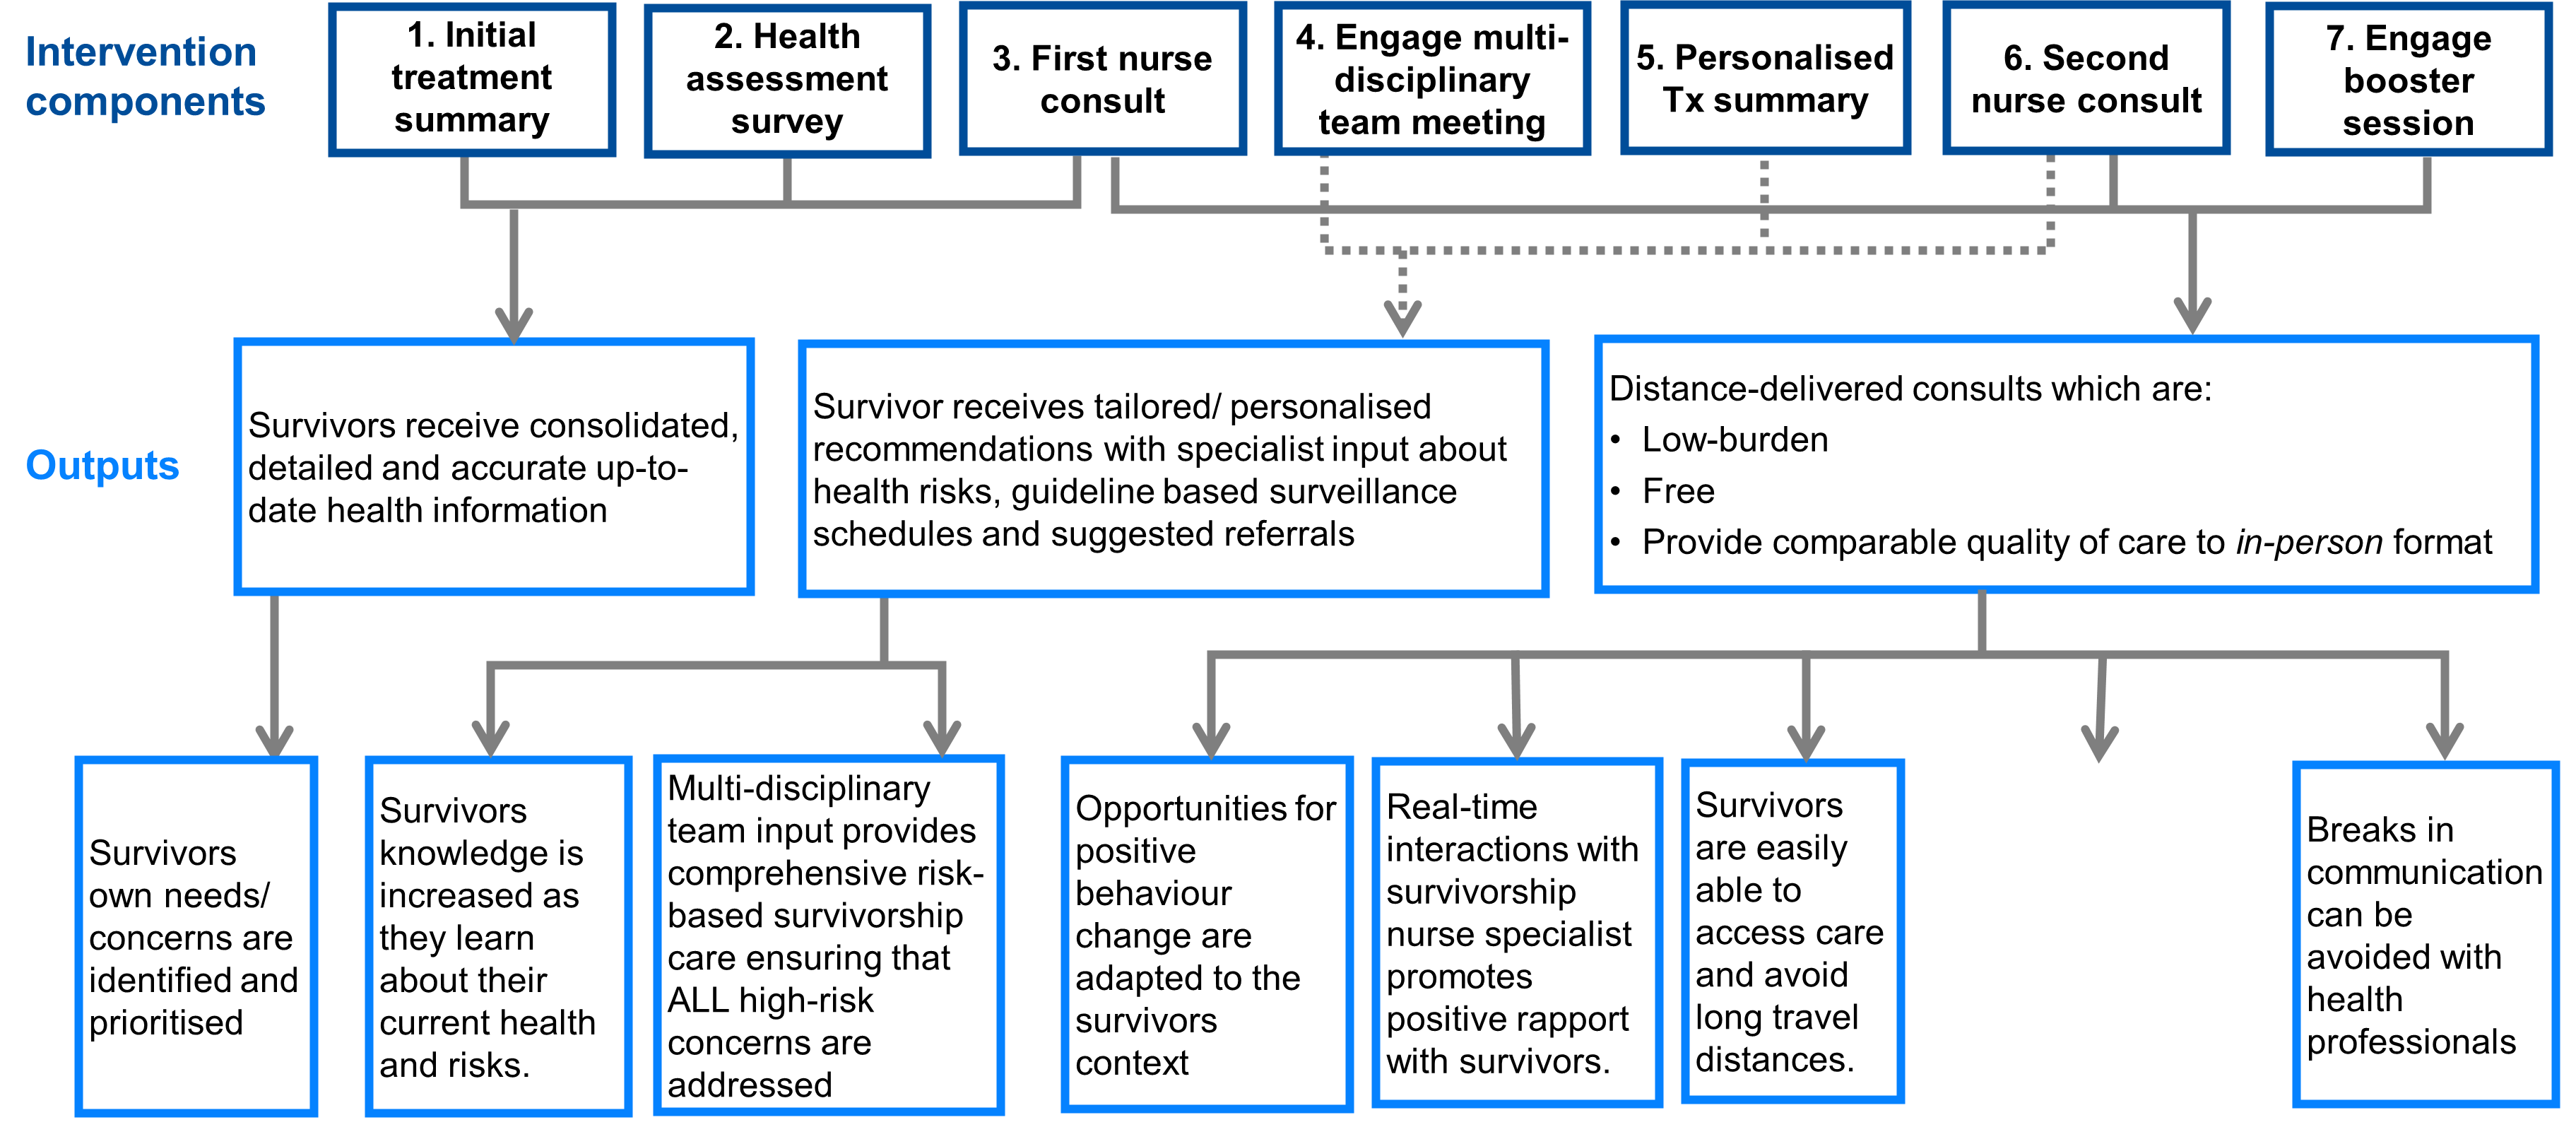 Intervention
components
1. Initial
treatment
summary
2. Health
assessment
survey
3. First nurse
consult
4. Engage multi-
disciplinary
team meeting
5. Personalised
Tx summary
6. Second
nurse consult
7. Engage
booster
session
Outputs
Survivors receive consolidated,
detailed and accurate up-to-
date health information
Survivor receives tailored/ personalised
recommendations with specialist input about
health risks, guideline based surveillance
schedules and suggested referrals
Distance-delivered consults which are:
• Low-burden
• Free
• Provide comparable quality of care to in-person format
Survivors
own needs/
concerns are
identified and
prioritised
Survivors
knowledge is
increased as
they learn
about their
current health
and risks.
Multi-disciplinary
team input provides
comprehensive risk-
based survivorship
care ensuring that
ALL high-risk
concerns are
addressed
Opportunities for
positive
behaviour
change are
adapted to the
survivors
context
Real-time
interactions with
survivorship
nurse specialist
promotes
positive rapport
with survivors.
Survivors
are easily
able to
access care
and avoid
long travel
distances.
Breaks in
communication
can be
avoided with
health
professionals